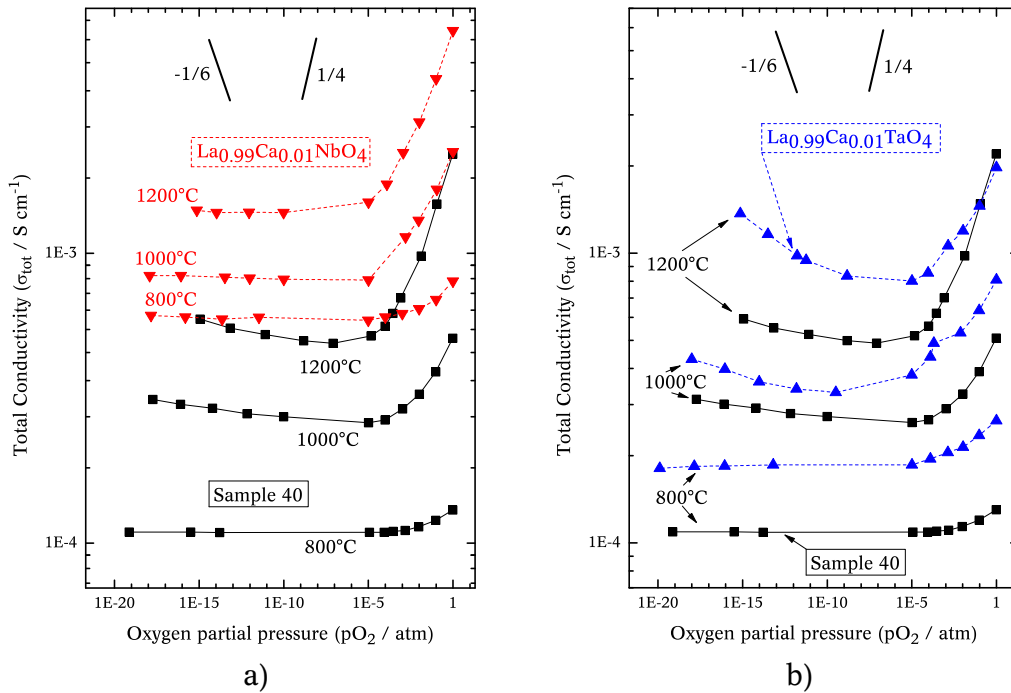 a)
-1/6
1/4
La0.99Ca0.01NbO4
1200°C
1E-3
1000°C
800°C
1200°C
1000°C
Sample 40
800°C
1E-4
Total Conductivity (σtot / S cm-1)
1E-20 1E-15 1E-10 1E-5 1
Oxygen partial pressure (pO2 / atm)
a)
b)
-1/6
1/4
La0.99Ca0.01TaO4
1E-3
1200°C
1000°C
800°C
1E-4
Sample 40
Total Conductivity (σtot / S cm-1)
1E-20 1E-15 1E-10 1E-5 1
Oxygen partial pressure (pO2 / atm)
b)